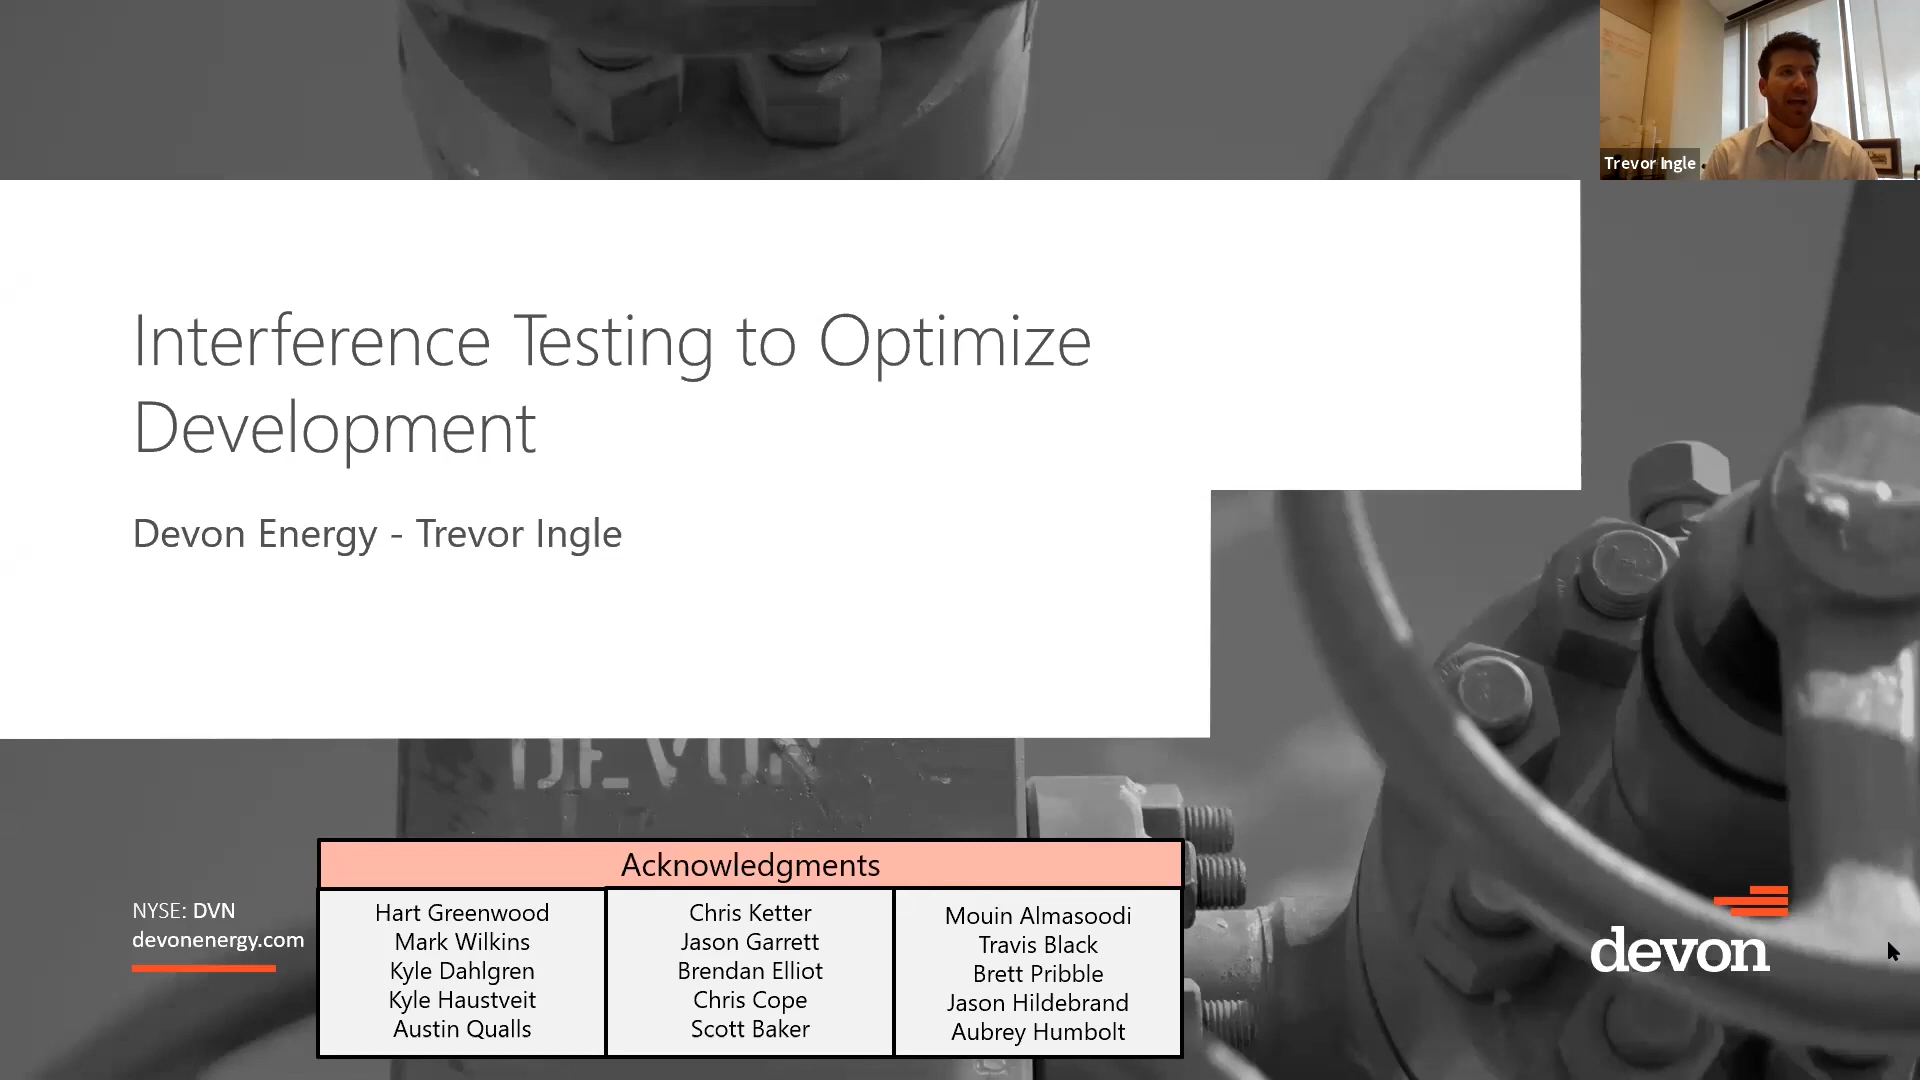 Trevor Ingle
Interference Testing to Optimize
Development
Devon Energy - Trevor Ingle
DEVON
Acknowledgments
Hart Greenwood
Mark Wilkins
Kyle Dahlgren
Kyle Haustveit
Austin Qualls
Chris Ketter
Jason Garrett
Brendan Elliot
Chris Cope
Scott Baker
Mouin Almasoodi
Travis Black
Brett Pribble
Jason Hildebrand
Aubrey Humbolt
NYSE: DVN
devonenergy.com
devon